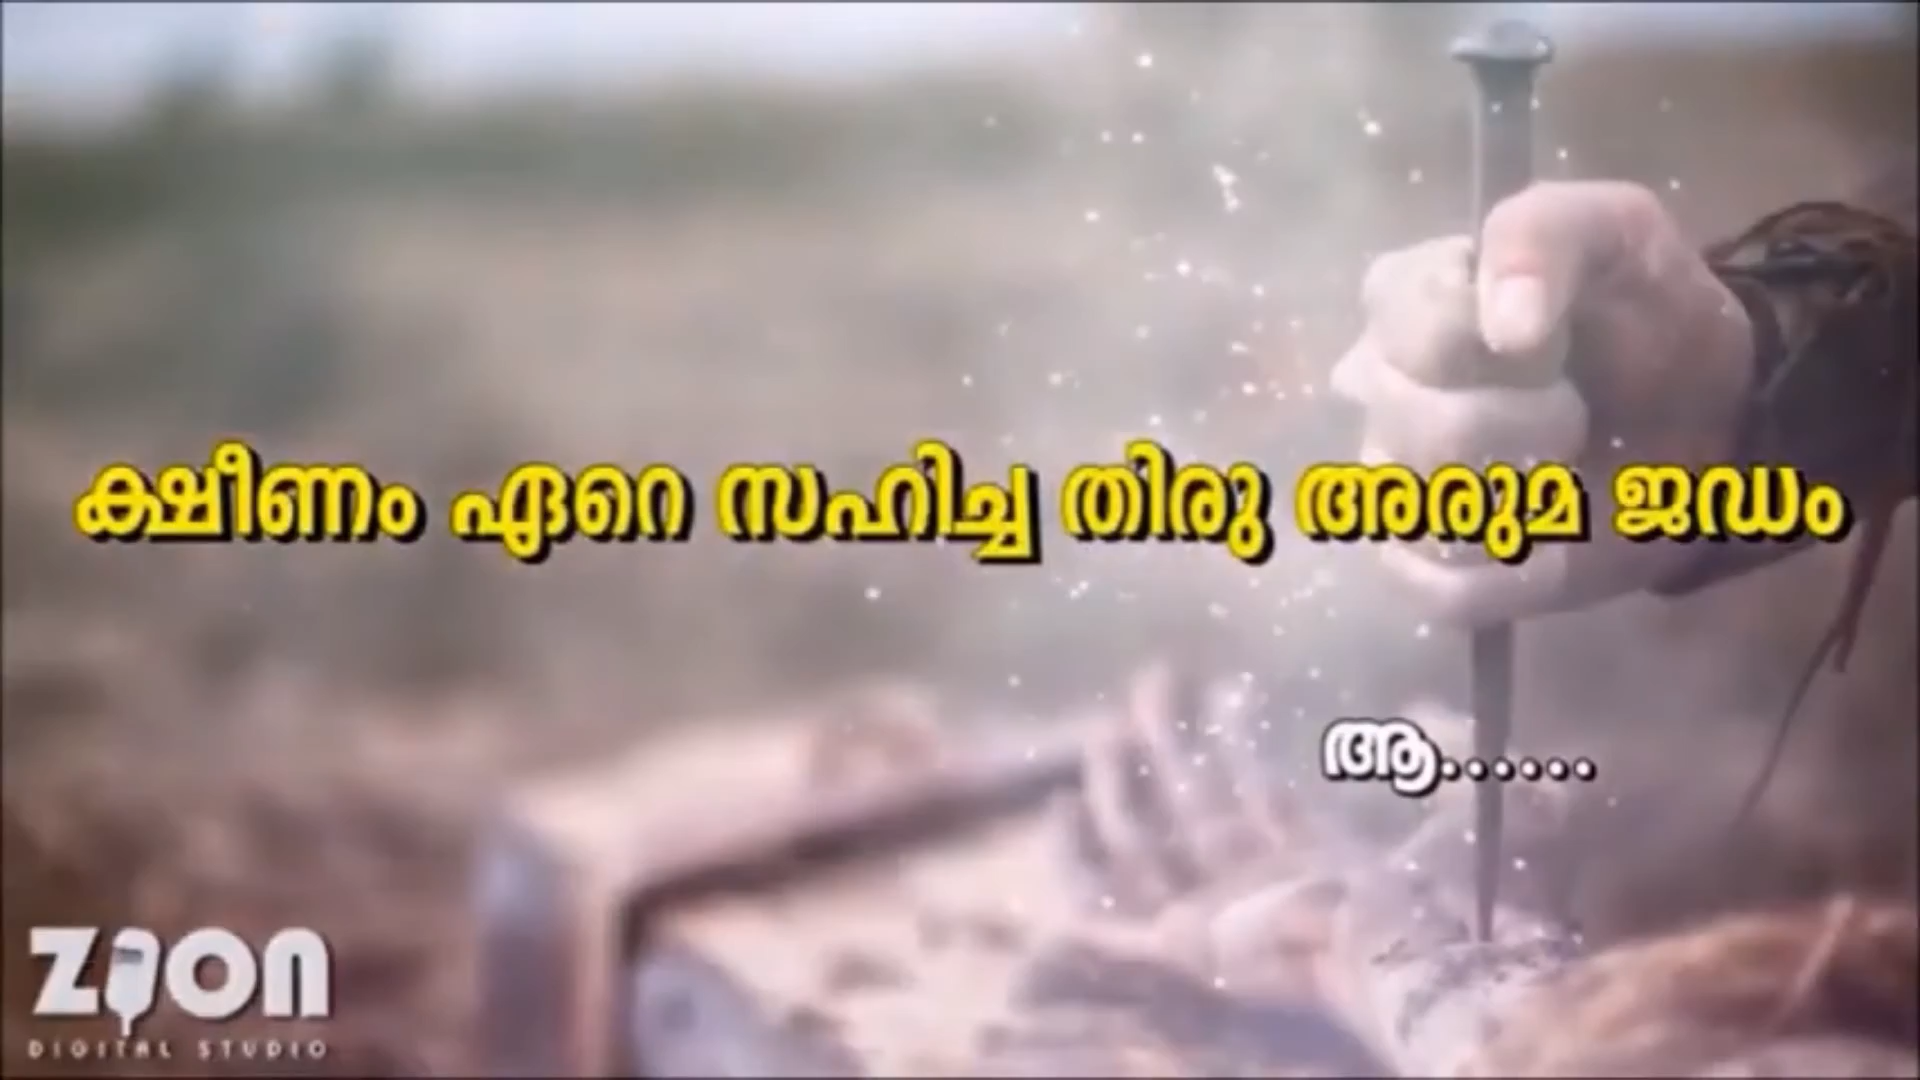 ക്ഷീണം ഏറെ സഹിച്ച തിരു അരുമ ജഡം
ആ......
ZION
DIGITAL STUDIO